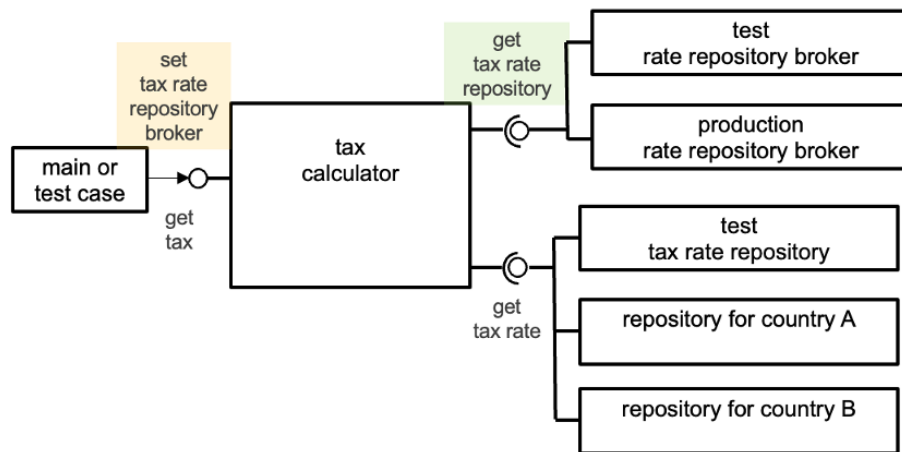 set
tax rate
repository
broker
main or
test case
get
tax
tax
calculator
get
tax rate
repository
test
rate repository broker
production
rate repository broker
get
tax rate
test
tax rate repository
repository for country A
repository for country B